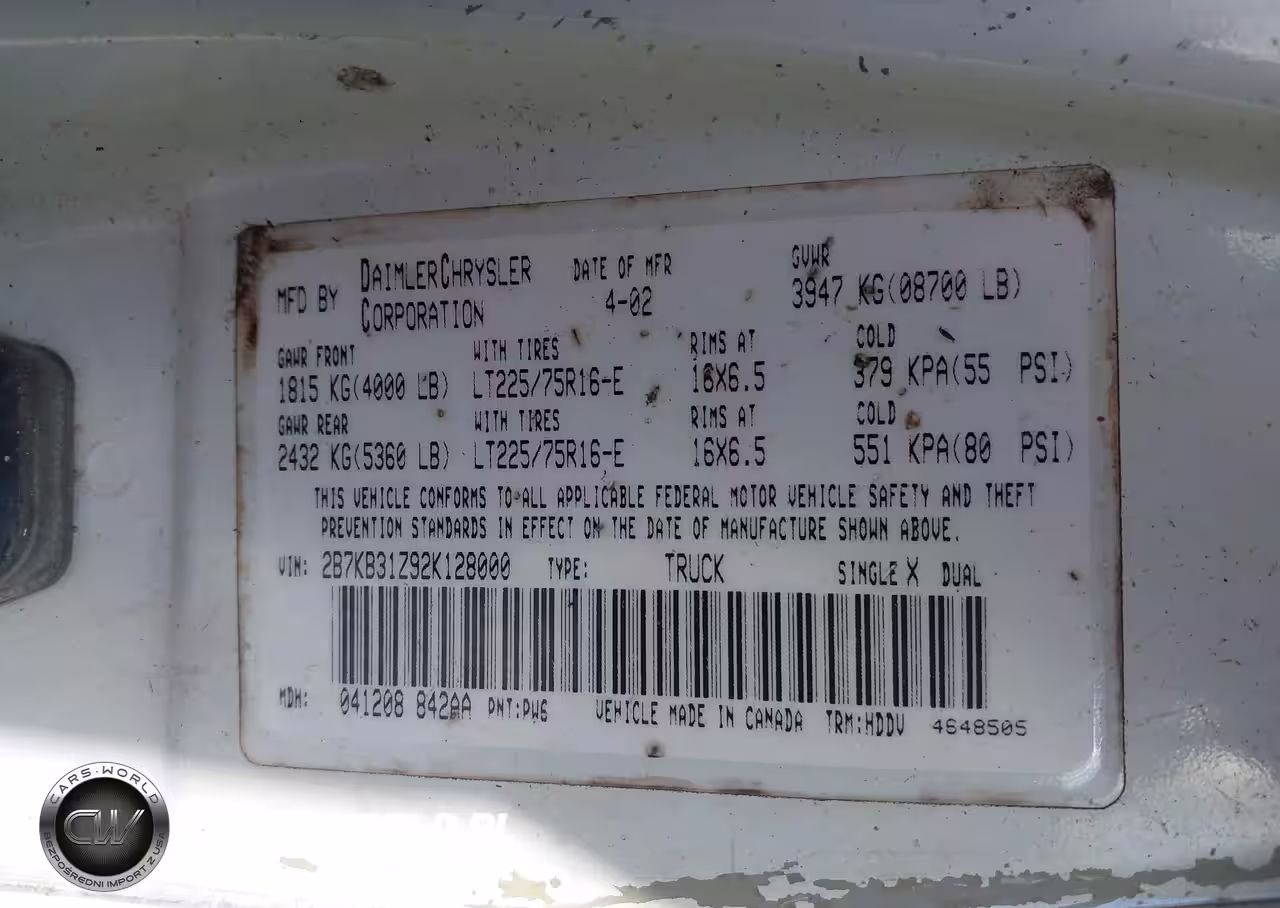 MFD BY DAIMLERCHRYSLER CORPORATION DATE OF MFR 4-02 GVWR 3947 KG(08700 LB)
GAWR FRONT WITH TIRES RIMS AT COLD
1815 KG(4000 LB) LT225/75R16-E 16X6.5 379 KPA(55 PSI)
GAWR REAR WITH TIRES RIMS AT COLD
2432 KG(5360 LB) LT225/75R16-E 16X6.5 551 KPA(80 PSI)
THIS VEHICLE CONFORMS TO ALL APPLICABLE FEDERAL MOTOR VEHICLE SAFETY AND THEFT
PREVENTION STANDARDS IN EFFECT ON THE DATE OF MANUFACTURE SHOWN ABOVE.
VIN: 2B7KB31Z92K128000 TYPE: TRUCK SINGLE X DUAL
MDH: 041208 842AA PNT:PW6 VEHICLE MADE IN CANADA TRM:HDDV 4648505
CARS·WORLD
CW
BEZPOŚREDNI IMPORT Z USA